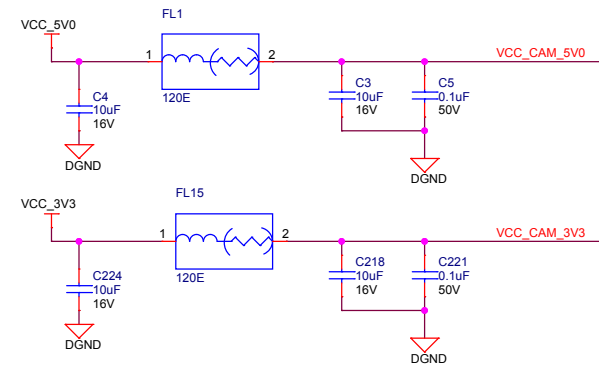 FL1
VCC_5V0
1
2
VCC_CAM_5V0
120E
C4
10uF
16V
C3
10uF
16V
C5
0.1uF
50V
DGND
DGND
FL15
VCC_3V3
1
2
VCC_CAM_3V3
120E
C224
10uF
16V
C218
10uF
16V
C221
0.1uF
50V
DGND
DGND